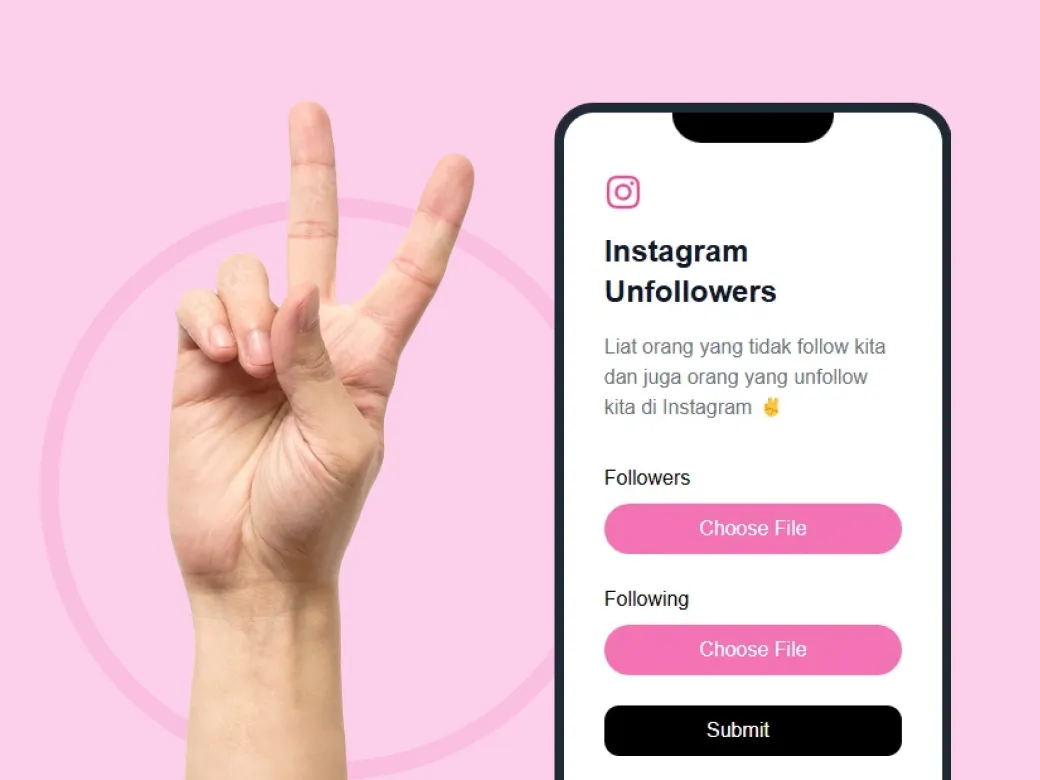 Instagram
Unfollowers
Liat orang yang tidak follow kita
dan juga orang yang unfollow
kita di Instagram ✌️
Followers
Choose File
Following
Choose File
Submit